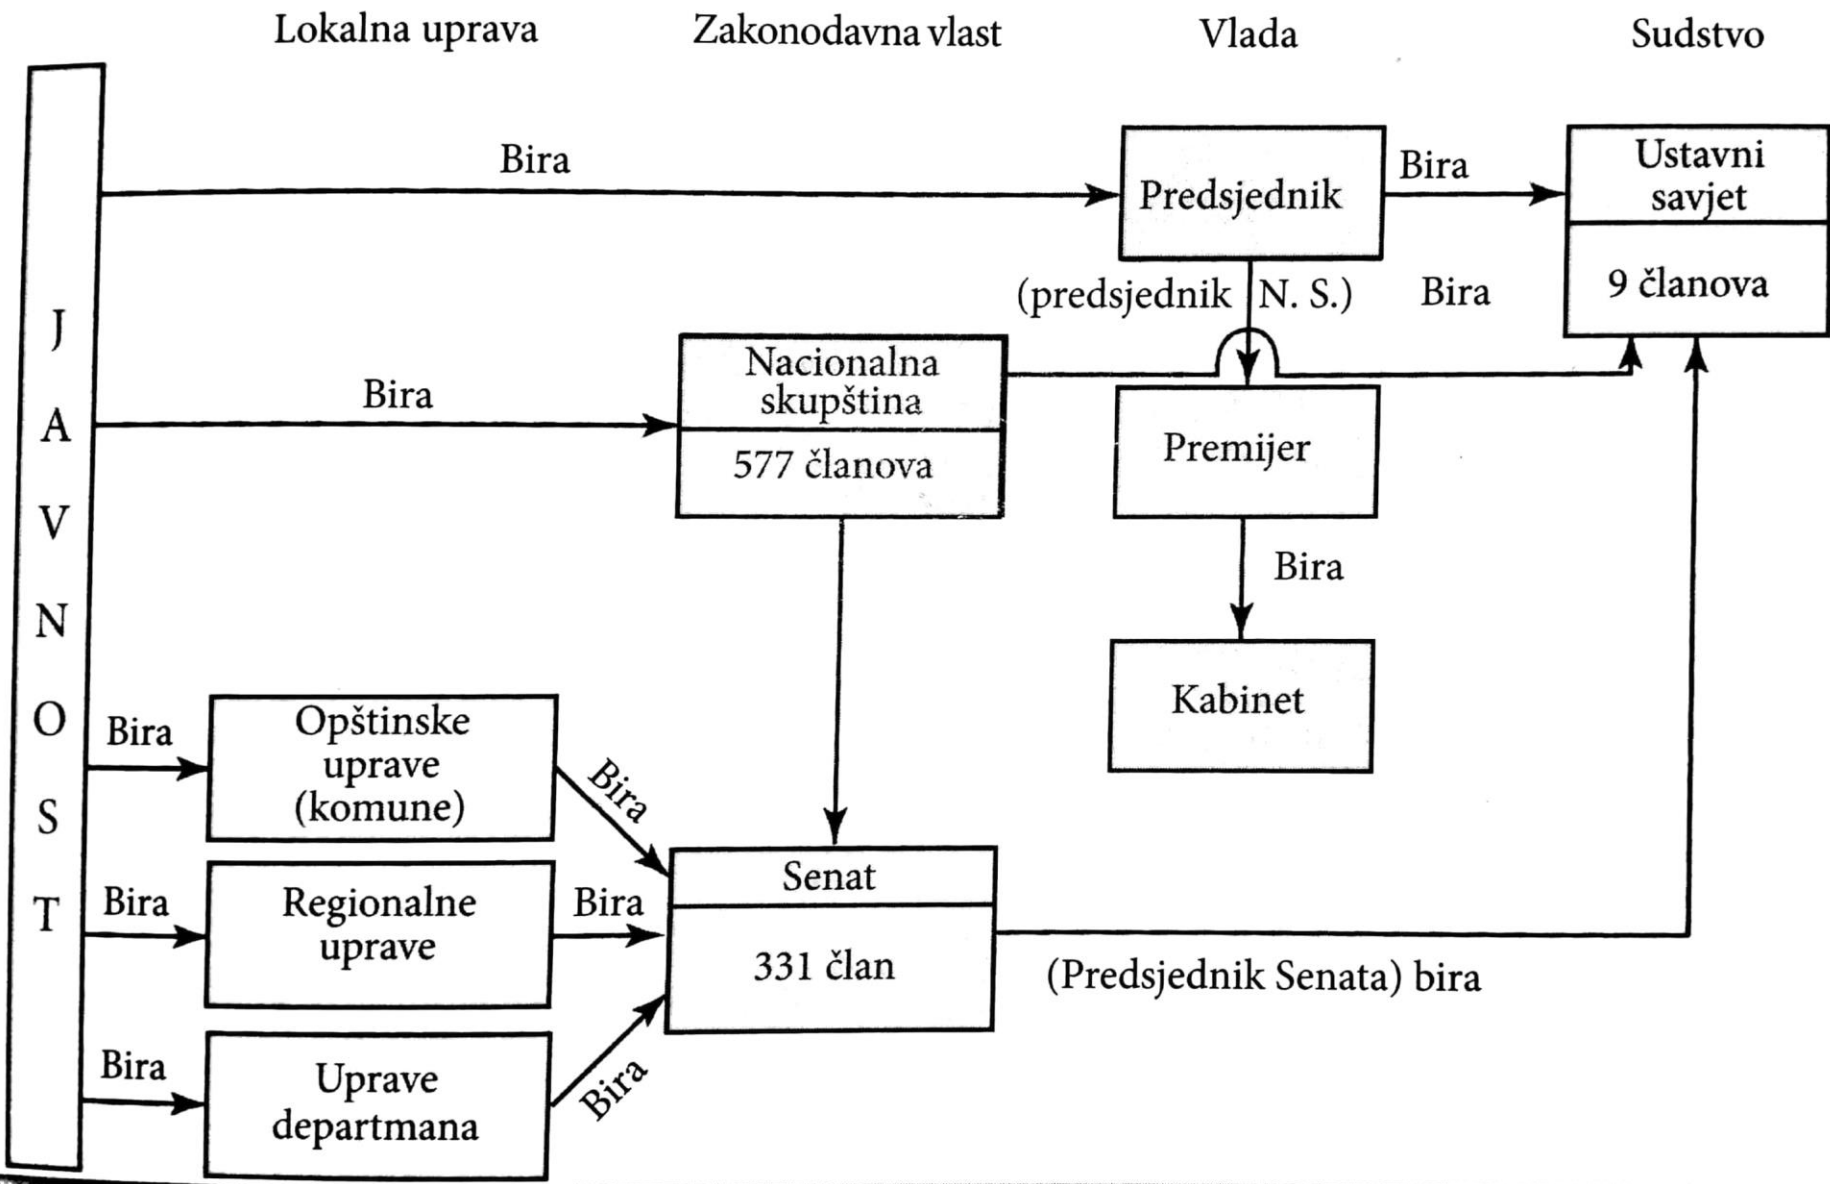 Lokalna uprava
Zakonodavna vlast
Vlada
Sudstvo
JAVNOST
Bira
Predsjednik
Bira
Ustavni
savjet
9 članova
(predsjednik N. S.)
Bira
Bira
Nacionalna
skupština
577 članova
Premijer
Bira
Kabinet
Bira
Opštinske
uprave
(komune)
Bira
Bira
Regionalne
uprave
Bira
Senat
331 član
(Predsjednik Senata) bira
Bira
Uprave
departmana
Bira